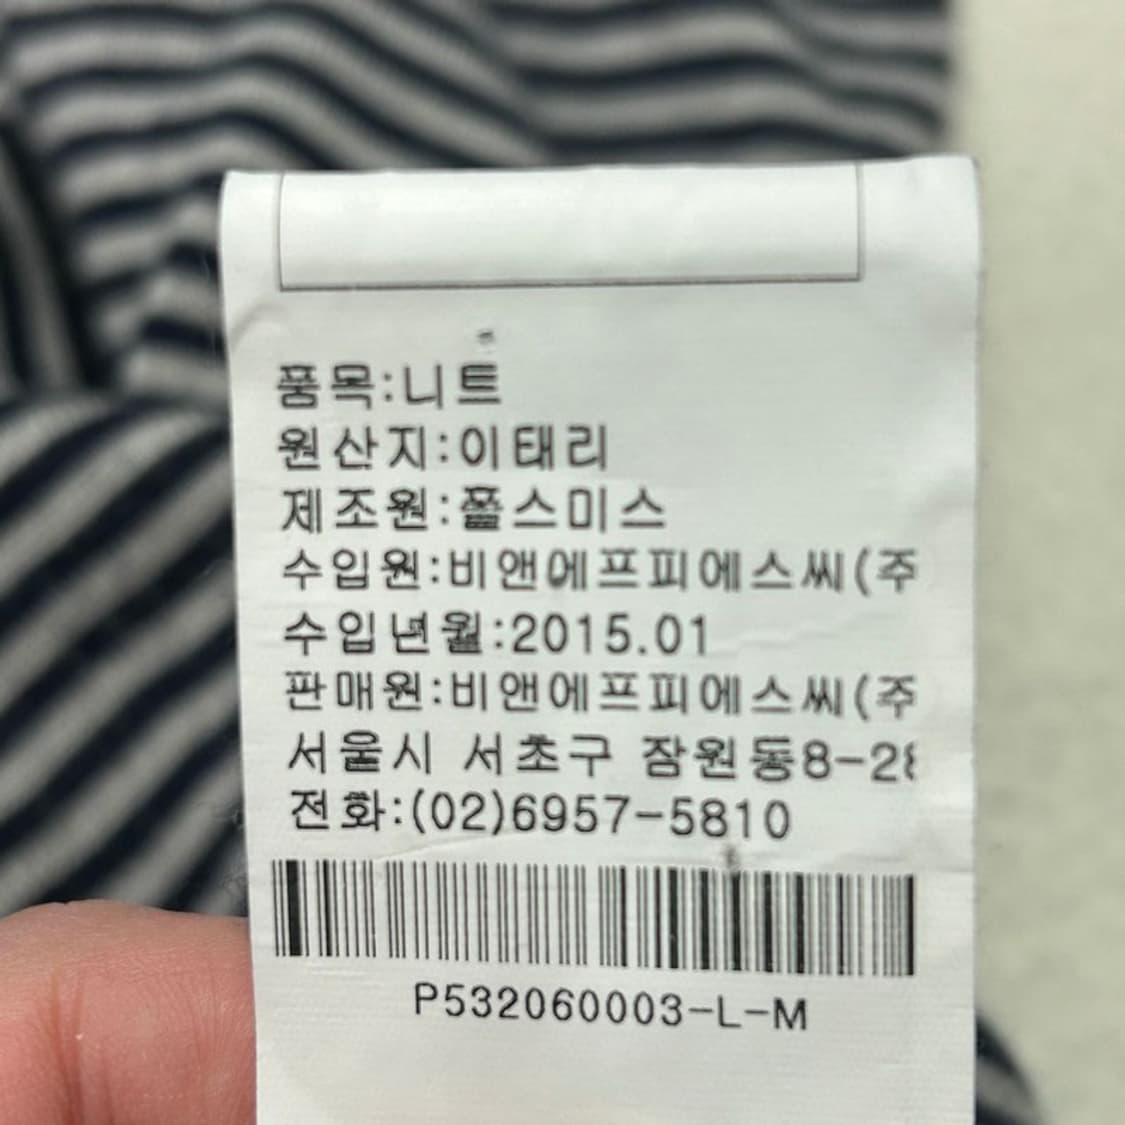 품목:니트
원산지:이태리
제조원:폴스미스
수입원:비앤에프피에스씨(주
수입년월:2015.01
판매원:비앤에프피에스씨(주
서울시 서초구 잠원동8-2
전화:(02)6957-5810
P532060003-L-M